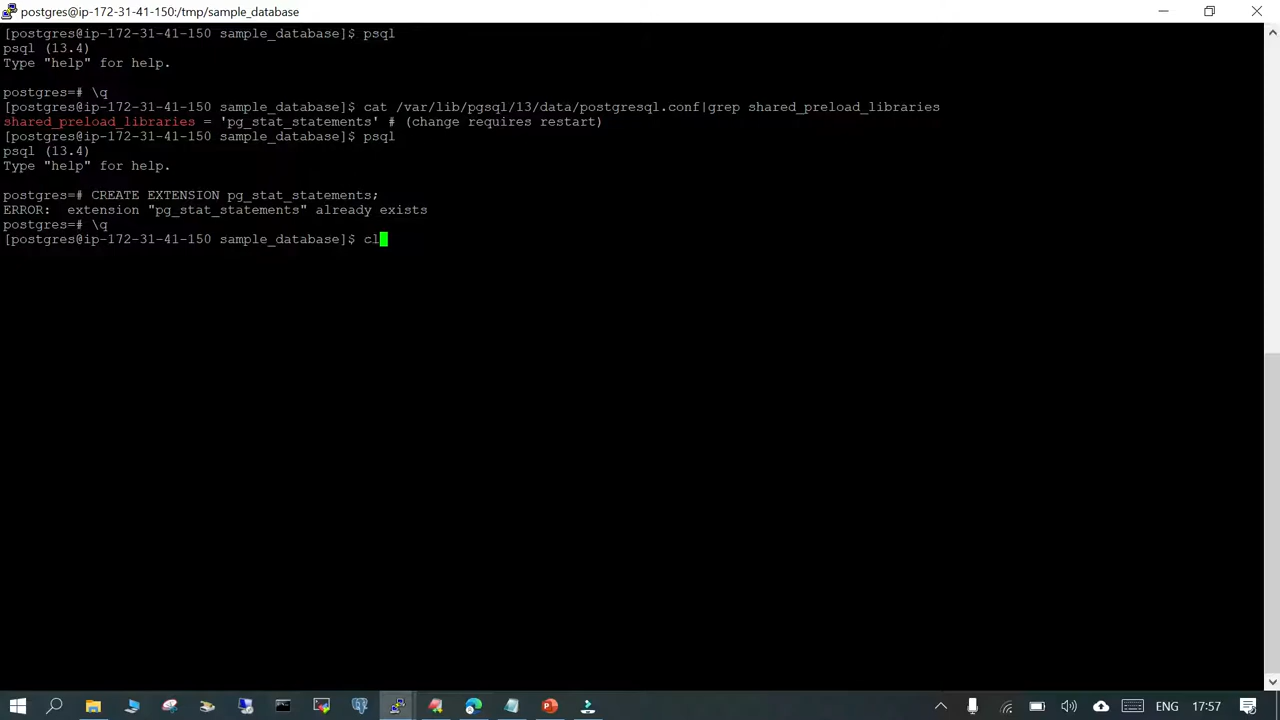 postgres@ip-172-31-41-150:/tmp/sample_database
[postgres@ip-172-31-41-150 sample_database]$ psql
psql (13.4)
Type "help" for help.
postgres=# \q
[postgres@ip-172-31-41-150 sample_database]$ cat /var/lib/pgsql/13/data/postgresql.conf|grep shared_preload_libraries
shared_preload_libraries = 'pg_stat_statements' # (change requires restart)
[postgres@ip-172-31-41-150 sample_database]$ psql
psql (13.4)
Type "help" for help.
postgres=# CREATE EXTENSION pg_stat_statements;
ERROR:  extension "pg_stat_statements" already exists
postgres=# \q
[postgres@ip-172-31-41-150 sample_database]$ cl
ENG 17:57